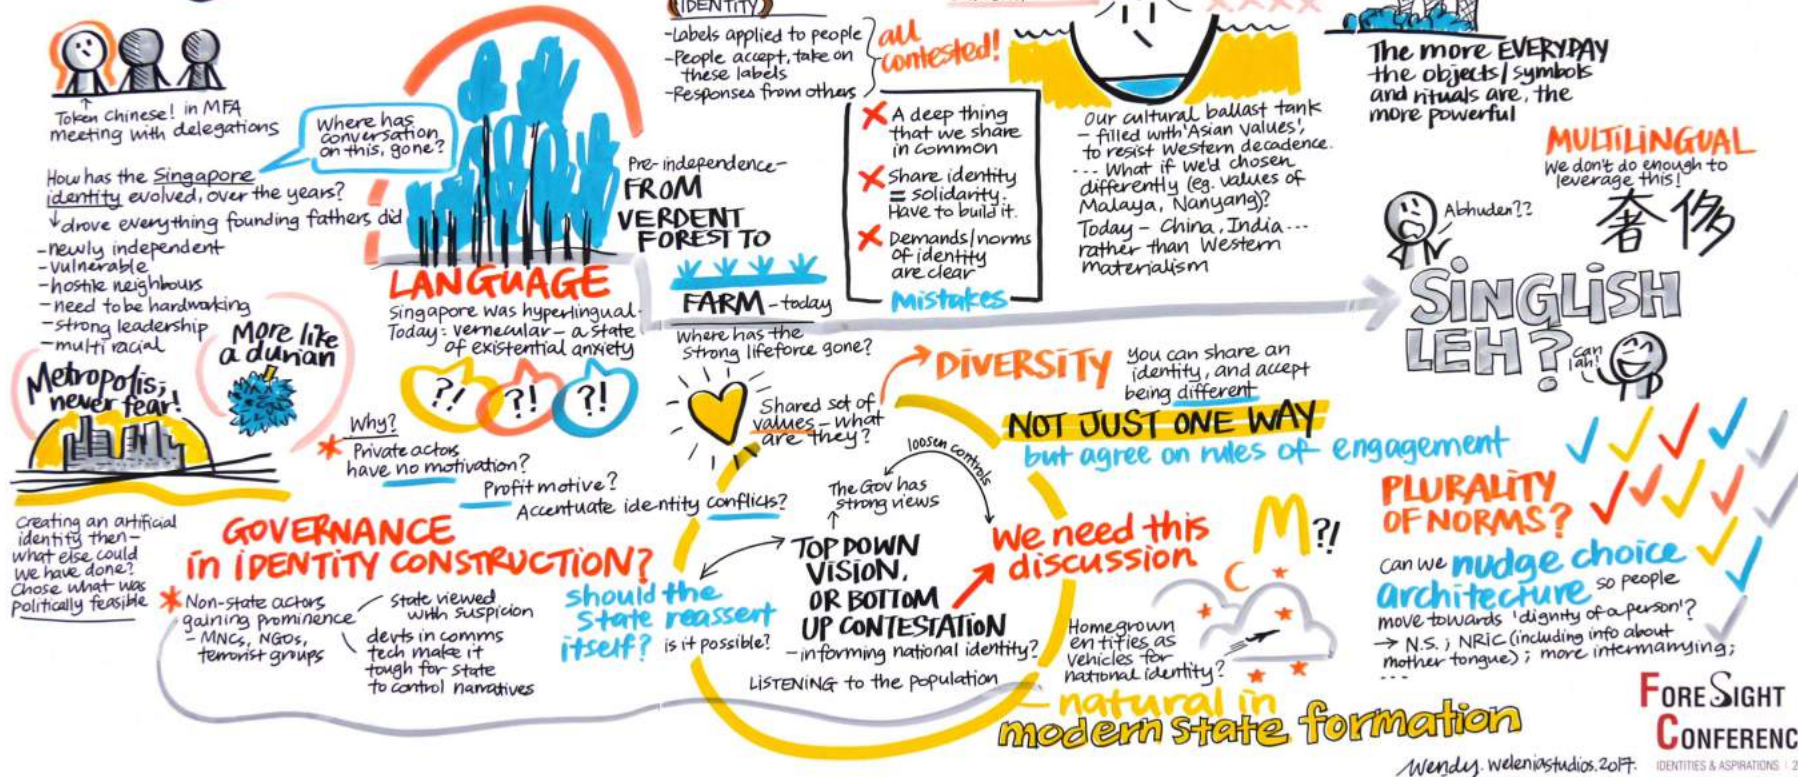 Token Chinese! in MFA
meeting with delegations
Where has
conversation
on this, gone?
How has the Singapore
identity evolved, over the years?
drove everything founding fathers did
-newly independent
-vulnerable
-hostile neighbours
-need to be hardworking
-strong leadership
-multi racial
More like
a durian
Metropolis;
never fear!
Creating an artificial
identity then-
what else could
we have done?
Chose what was
politically feasible
LANGUAGE
Singapore was hyperlingual.
Today: vernecular - a state
of existential anxiety
?!
?!
?!
Pre-independence-
FROM
VERDENT
FOREST TO
FARM - today
where has the
strong lifeforce gone?
IDENTITY
-Labels applied to people
-People accept, take on
these labels
-Responses from others
all
contested!
A deep thing
that we share
in common
Share identity
= solidarity.
Have to build it.
Demands/norms
of identity
are clear
Mistakes
Our cultural ballast tank
- filled with 'Asian values',
to resist Western decadence.
... What if we'd chosen
differently (eg. values of
Malaya, Nanyang)?
Today - China, India...
rather than Western
materialism
The more EVERYDAY
the objects/symbols
and rituals are, the
more powerful
MULTILINGUAL
We don't do enough to
leverage this!
Abhuden??
奢侈
SINGLISH
LEH?
can
lah!
Why?
Private actors
have no motivation?
Profit motive?
Accentuate identity conflicts?
GOVERNANCE
in IDENTITY CONSTRUCTION?
Non-state actors
gaining prominence
- MNCs, NGOs,
terrorist groups
State viewed
with suspicion
devts in comms
tech make it
tough for state
to control narratives
should the
State reassert
itself? is it possible?
Shared set of
values - what
are they?
DIVERSITY
You can share an
identity, and accept
being different
NOT JUST ONE WAY
but agree on rules of engagement
loosen controls
The Gov has
strong views
TOP DOWN
VISION,
OR BOTTOM
UP CONTESTATION
-informing national identity?
LISTENING to the population
We need this
discussion
M?!
Homegrown
entities as
vehicles for
national identity?
natural in
modern state formation
PLURALITY
OF NORMS?
can we nudge choice
architecture so people
move towards 'dignity of a person'?
→ N.S.; NRIC (including info about
mother tongue); more intermarrying;
...
FORESIGHT
CONFERENC
IDENTITIES & ASPIRATIONS | 2
Wendy. weleniastudios. 2017.